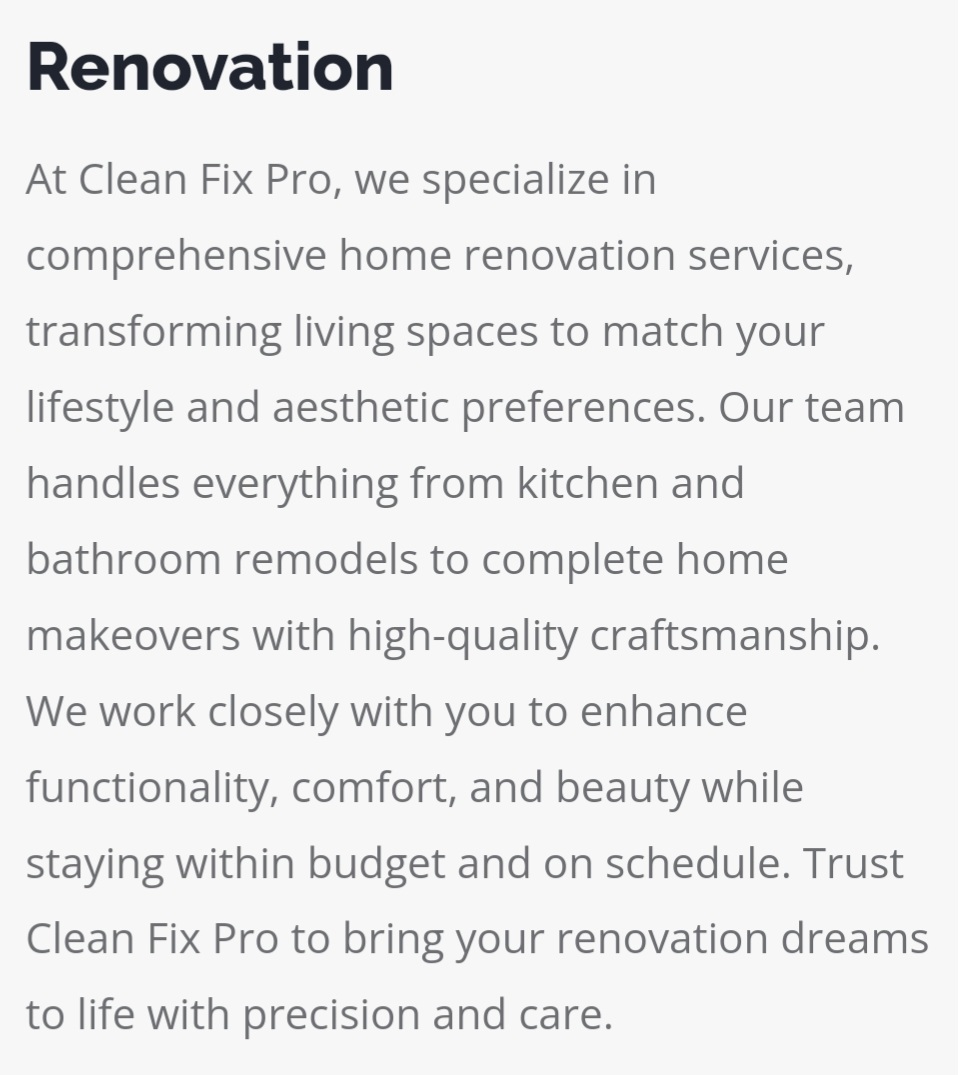 Renovation
At Clean Fix Pro, we specialize in
comprehensive home renovation services,
transforming living spaces to match your
lifestyle and aesthetic preferences. Our team
handles everything from kitchen and
bathroom remodels to complete home
makeovers with high-quality craftsmanship.
We work closely with you to enhance
functionality, comfort, and beauty while
staying within budget and on schedule. Trust
Clean Fix Pro to bring your renovation dreams
to life with precision and care.